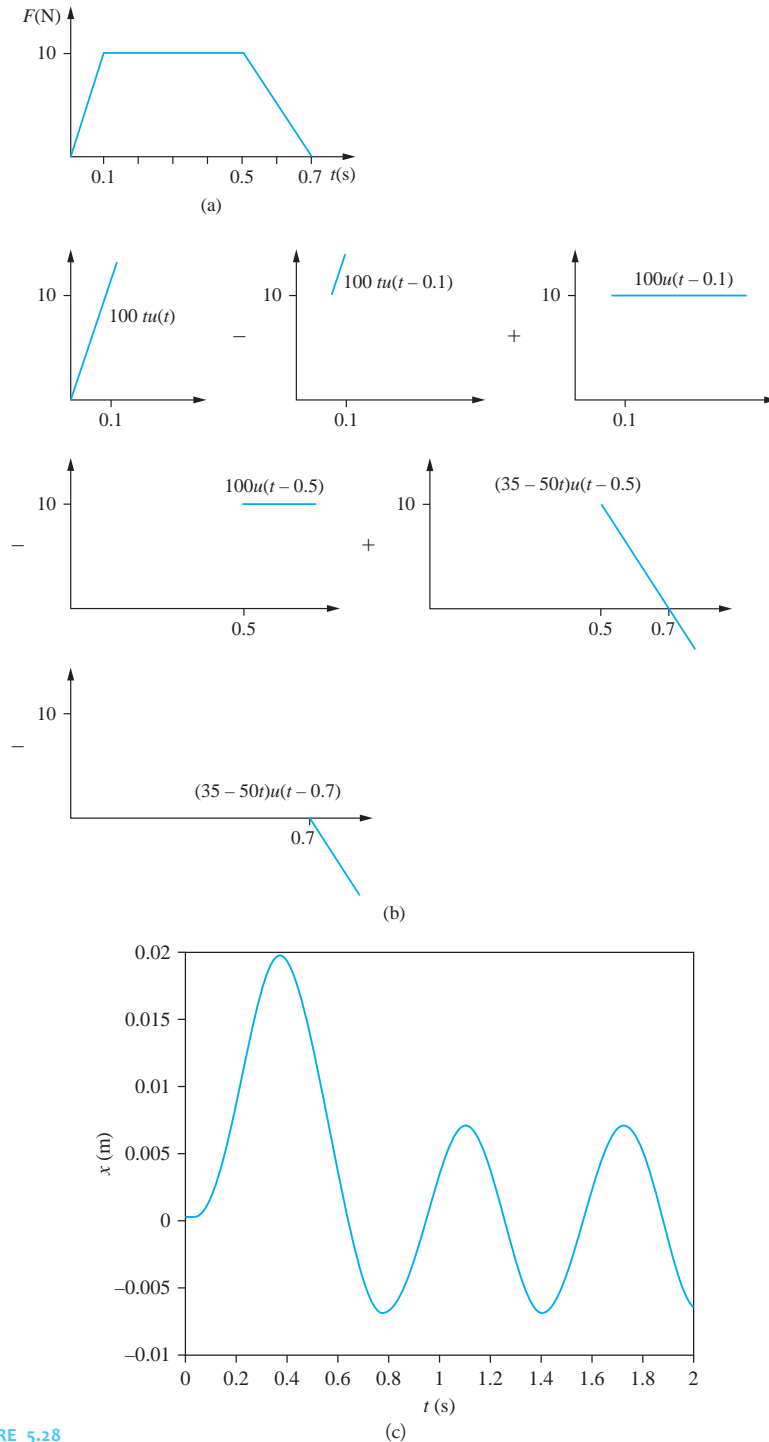 F(N)
10
0.1 0.5 0.7 t(s)
(a)
10 100 tu(t)
0.1
–
10 100 tu(t – 0.1)
0.1
+
10 100u(t – 0.1)
0.1
–
10 100u(t – 0.5)
0.5
+
10 (35 – 50t)u(t – 0.5)
0.5 0.7
–
10
(35 – 50t)u(t – 0.7)
0.7
(b)
0.02
0.015
0.01
0.005
0
–0.005
–0.01
x (m)
0 0.2 0.4 0.6 0.8 1 1.2 1.4 1.6 1.8 2
t (s)
(c)
RE 5.28